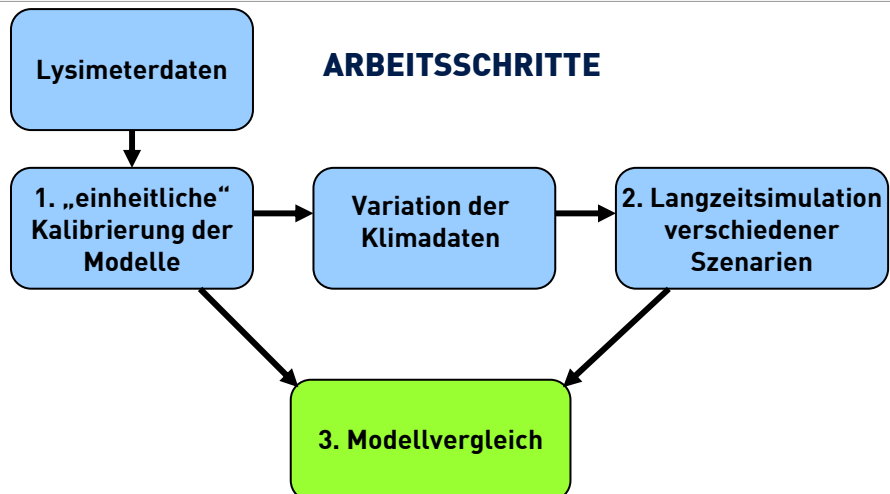 Lysimeterdaten
ARBEITSSCHRITTE
1. „einheitliche“
Kalibrierung der
Modelle
Variation der
Klimadaten
2. Langzeitsimulation
verschiedener
Szenarien
3. Modellvergleich